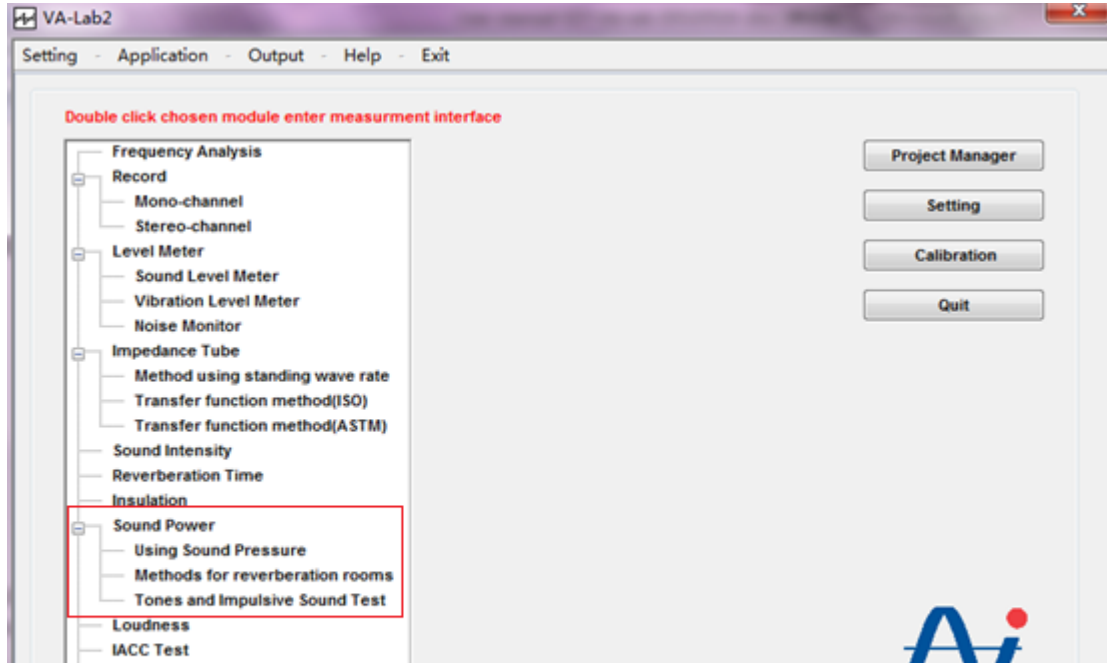 VA-Lab2
Setting - Application - Output - Help - Exit
Double click chosen module enter measurment interface
Frequency Analysis
Record
Mono-channel
Stereo-channel
Level Meter
Sound Level Meter
Vibration Level Meter
Noise Monitor
Impedance Tube
Method using standing wave rate
Transfer function method(ISO)
Transfer function method(ASTM)
Sound Intensity
Reverberation Time
Insulation
Sound Power
Using Sound Pressure
Methods for reverberation rooms
Tones and Impulsive Sound Test
Loudness
IACC Test
Project Manager
Setting
Calibration
Quit